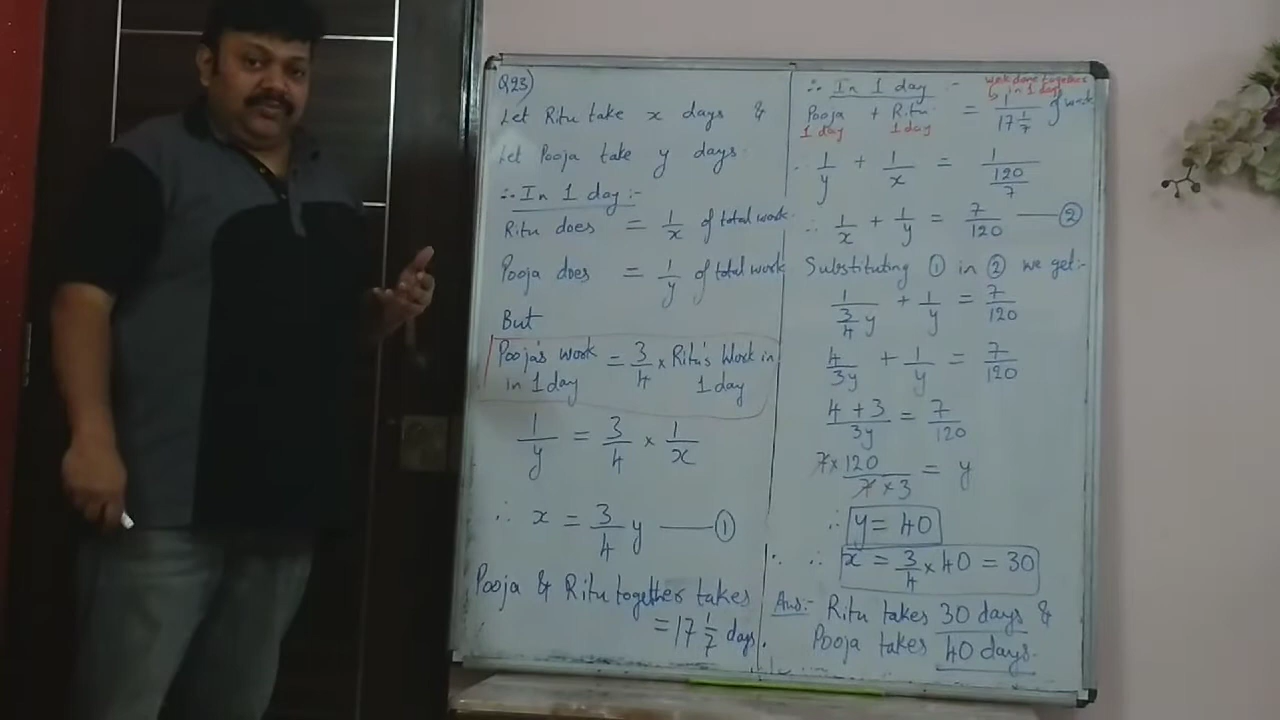 Q23)
Let Ritu take x days &
Let Pooja take y days.
∴ In 1 day :-
Ritu does = 1/x of total work.
Pooja does = 1/y of total work
But
Pooja's work in 1 day = 3/4 × Ritu's Work in 1 day
1/y = 3/4 × 1/x
∴ x = 3/4 y —— ①
Pooja & Ritu together takes
= 17 1/7 days.
∴ In 1 day :-
work done together
in 1 day
Pooja + Ritu = 1/(17 1/7) of work
1 day 1 day
∴ 1/y + 1/x = 1/(120/7)
∴ 1/x + 1/y = 7/120 —— ②
Substituting ① in ② we get:-
1/(3/4 y) + 1/y = 7/120
4/3y + 1/y = 7/120
(4 + 3)/3y = 7/120
(7 × 120)/(7 × 3) = y
∴ y = 40
∴ ∴ x = 3/4 × 40 = 30
Ans:- Ritu takes 30 days &
Pooja takes 40 days.